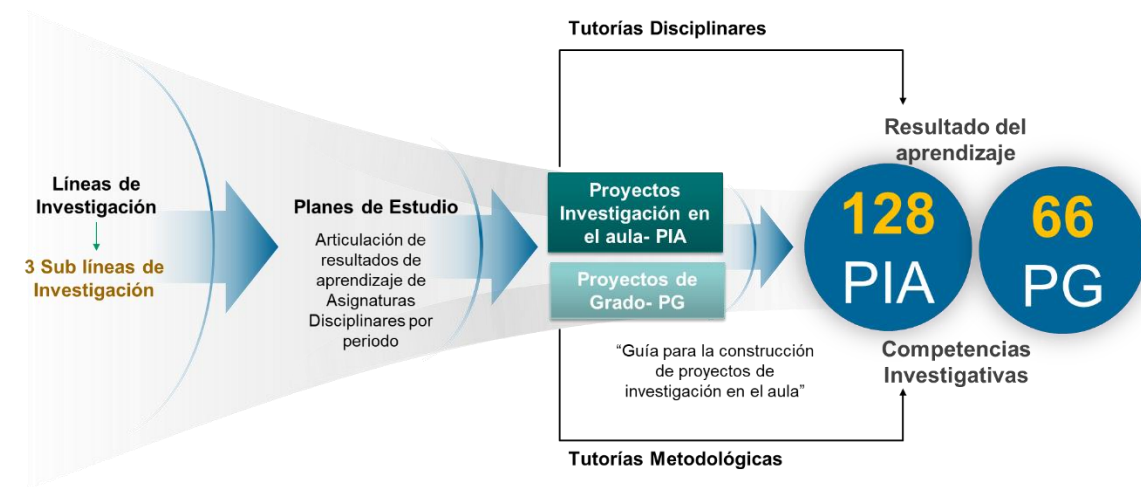 Tutorías Disciplinares
Líneas de
Investigación
3 Sub líneas de
Investigación
Planes de Estudio
Articulación de
resultados de
aprendizaje de
Asignaturas
Disciplinares por
periodo
Proyectos
Investigación en
el aula- PIA
Proyectos de
Grado- PG
“Guía para la construcción
de proyectos de
investigación en el aula”
Resultado del
aprendizaje
128
PIA
66
PG
Competencias
Investigativas
Tutorías Metodológicas